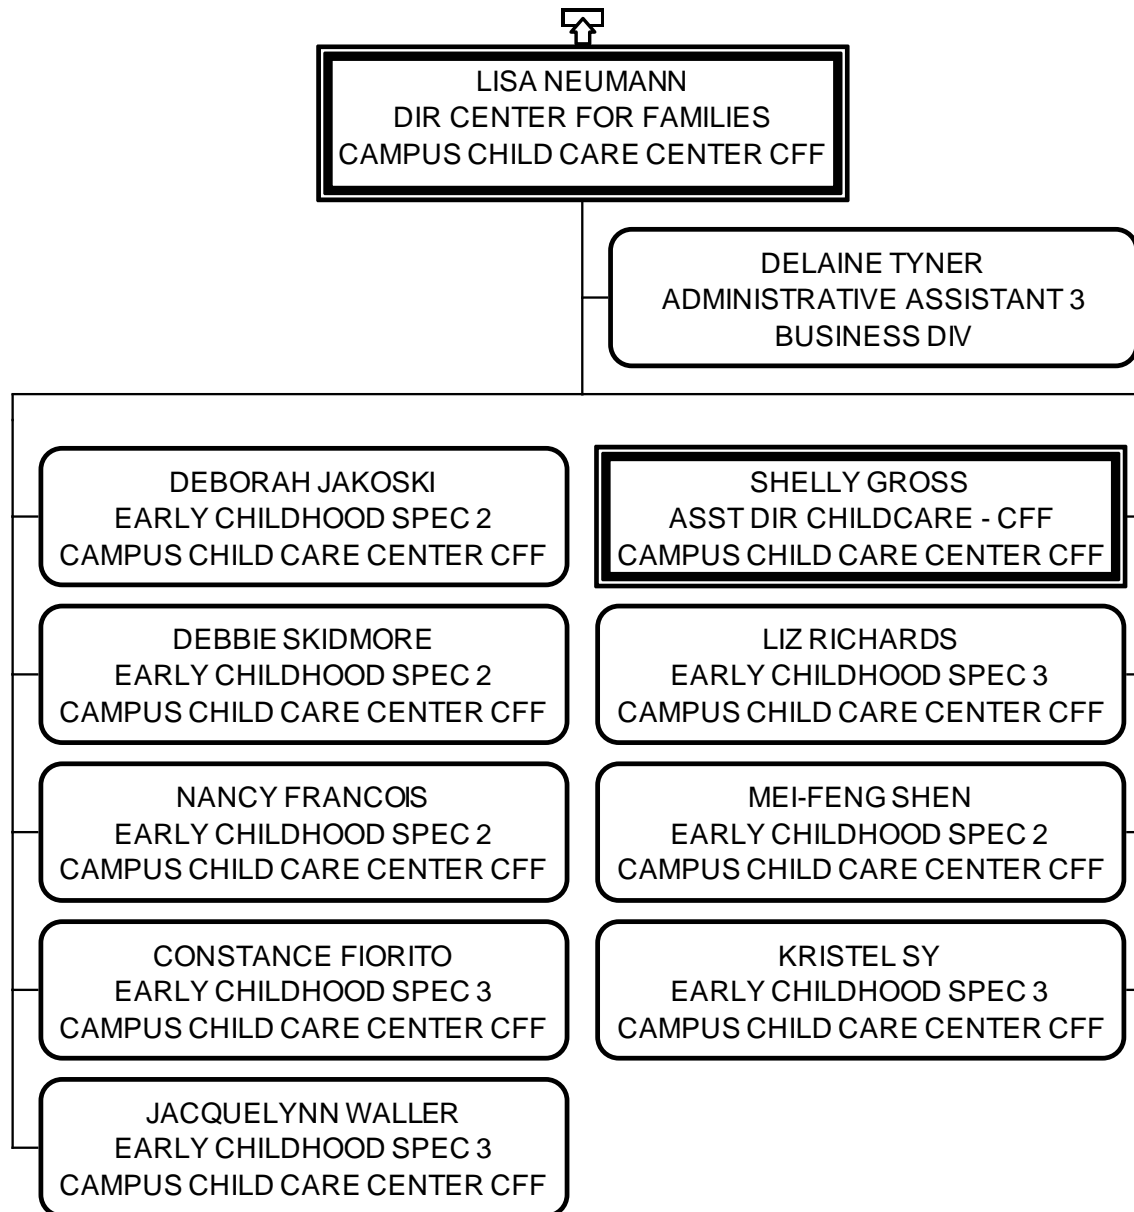 LISA NEUMANN
DIR CENTER FOR FAMILIES
CAMPUS CHILD CARE CENTER CFF
DELAINE TYNER
ADMINISTRATIVE ASSISTANT 3
BUSINESS DIV
DEBORAH JAKOSKI
EARLY CHILDHOOD SPEC 2
CAMPUS CHILD CARE CENTER CFF
SHELLY GROSS
ASST DIR CHILDCARE - CFF
CAMPUS CHILD CARE CENTER CFF
DEBBIE SKIDMORE
EARLY CHILDHOOD SPEC 2
CAMPUS CHILD CARE CENTER CFF
LIZ RICHARDS
EARLY CHILDHOOD SPEC 3
CAMPUS CHILD CARE CENTER CFF
NANCY FRANCOIS
EARLY CHILDHOOD SPEC 2
CAMPUS CHILD CARE CENTER CFF
MEI-FENG SHEN
EARLY CHILDHOOD SPEC 2
CAMPUS CHILD CARE CENTER CFF
CONSTANCE FIORITO
EARLY CHILDHOOD SPEC 3
CAMPUS CHILD CARE CENTER CFF
KRISTEL SY
EARLY CHILDHOOD SPEC 3
CAMPUS CHILD CARE CENTER CFF
JACQUELYNN WALLER
EARLY CHILDHOOD SPEC 3
CAMPUS CHILD CARE CENTER CFF